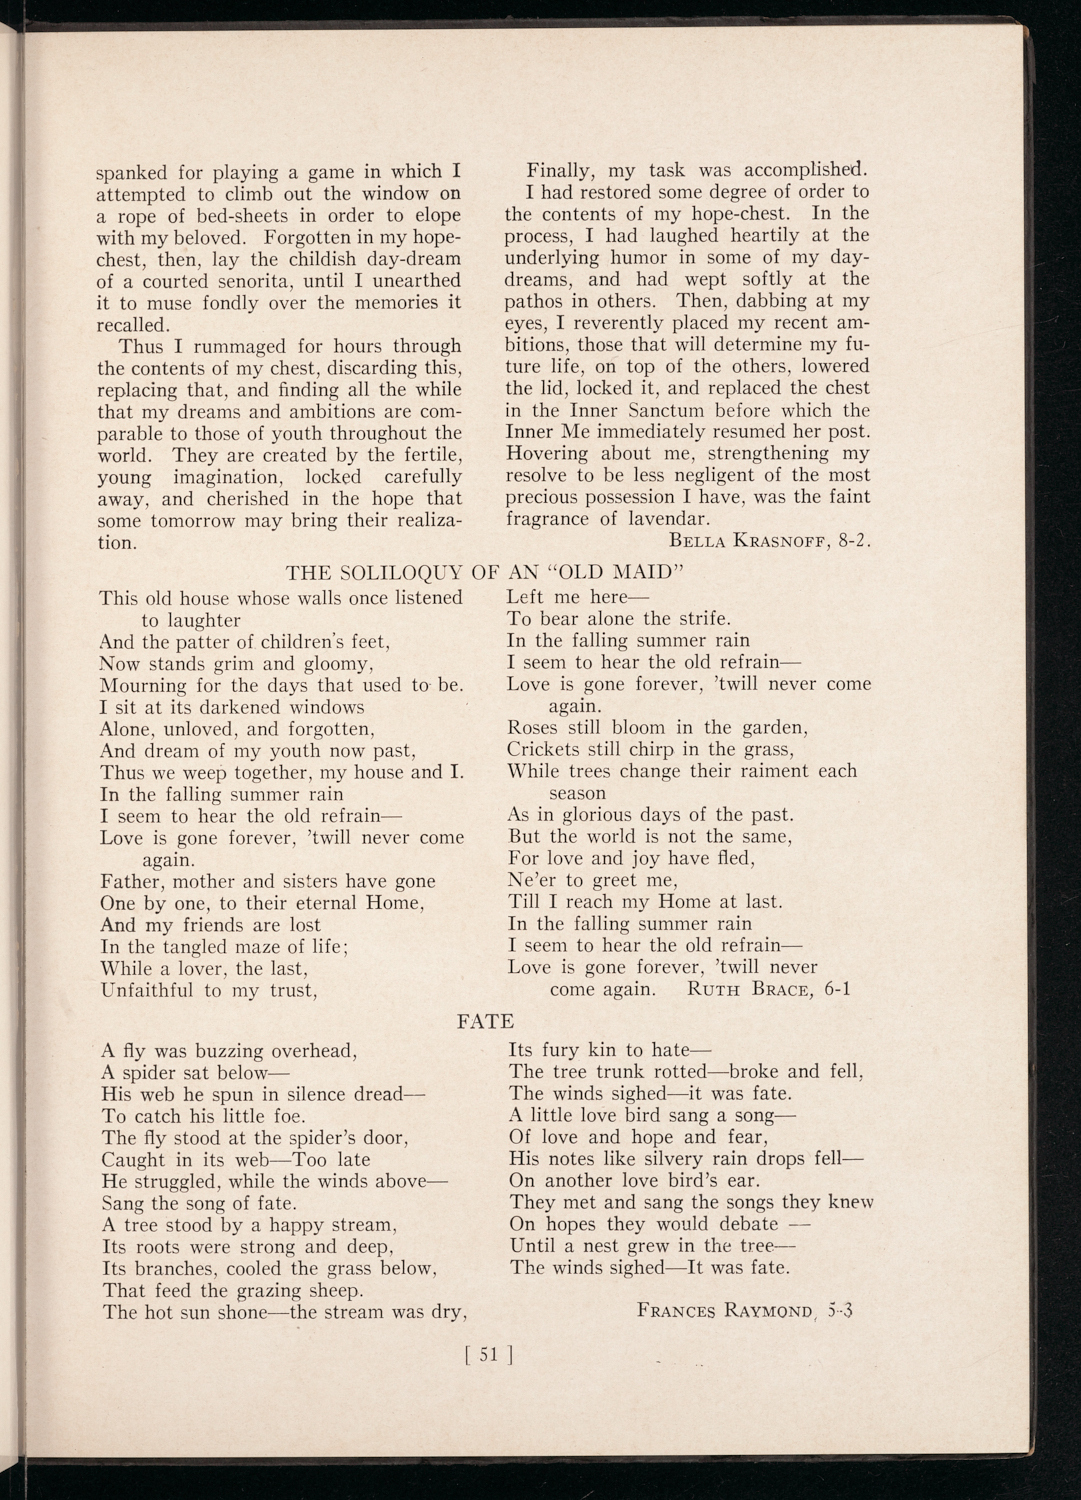 spanked for playing a game in which I
attempted to climb out the window on
a rope of bed-sheets in order to elope
with my beloved. Forgotten in my hope-
chest, then, lay the childish day-dream
of a courted senorita, until I unearthed
it to muse fondly over the memories it
recalled.
Thus I rummaged for hours through
the contents of my chest, discarding this,
replacing that, and finding all the while
that my dreams and ambitions are com-
parable to those of youth throughout the
world. They are created by the fertile,
young imagination, locked carefully
away, and cherished in the hope that
some tomorrow may bring their realiza-
tion.
Finally, my task was accomplished.
I had restored some degree of order to
the contents of my hope-chest. In the
process, I had laughed heartily at the
underlying humor in some of my day-
dreams, and had wept softly at the
pathos in others. Then, dabbing at my
eyes, I reverently placed my recent am-
bitions, those that will determine my fu-
ture life, on top of the others, lowered
the lid, locked it, and replaced the chest
in the Inner Sanctum before which the
Inner Me immediately resumed her post.
Hovering about me, strengthening my
resolve to be less negligent of the most
precious possession I have, was the faint
fragrance of lavendar.
BELLA KRASNOFF, 8-2.
THE SOLILOQUY OF AN "OLD MAID"
This old house whose walls once listened
to laughter
And the patter of children's feet,
Now stands grim and gloomy,
Mourning for the days that used to be.
I sit at its darkened windows
Alone, unloved, and forgotten,
And dream of my youth now past,
Thus we weep together, my house and I.
In the falling summer rain
I seem to hear the old refrain—
Love is gone forever, 'twill never come
again.
Father, mother and sisters have gone
One by one, to their eternal Home,
And my friends are lost
In the tangled maze of life;
While a lover, the last,
Unfaithful to my trust,
Left me here—
To bear alone the strife.
In the falling summer rain
I seem to hear the old refrain—
Love is gone forever, 'twill never come
again.
Roses still bloom in the garden,
Crickets still chirp in the grass,
While trees change their raiment each
season
As in glorious days of the past.
But the world is not the same,
For love and joy have fled,
Ne'er to greet me,
Till I reach my Home at last.
In the falling summer rain
I seem to hear the old refrain—
Love is gone forever, 'twill never
come again. RUTH BRACE, 6-1
FATE
A fly was buzzing overhead,
A spider sat below—
His web he spun in silence dread—
To catch his little foe.
The fly stood at the spider's door,
Caught in its web—Too late
He struggled, while the winds above—
Sang the song of fate.
A tree stood by a happy stream,
Its roots were strong and deep,
Its branches, cooled the grass below,
That feed the grazing sheep.
The hot sun shone—the stream was dry,
Its fury kin to hate—
The tree trunk rotted—broke and fell,
The winds sighed—it was fate.
A little love bird sang a song—
Of love and hope and fear,
His notes like silvery rain drops fell—
On another love bird's ear.
They met and sang the songs they knew
On hopes they would debate —
Until a nest grew in the tree—
The winds sighed—It was fate.
FRANCES RAYMOND, 5-3
[ 51 ]